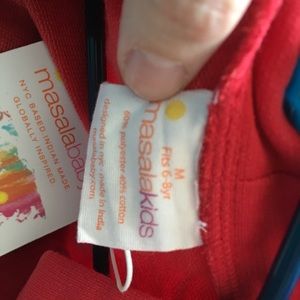 masalababy
NYC BASED INDIAN MADE
GLOBALLY INSPIRED
M
Fits 6-8yr
masalakids
60% polyester 40% cotton
designed in nyc - made in India
masalababy.com